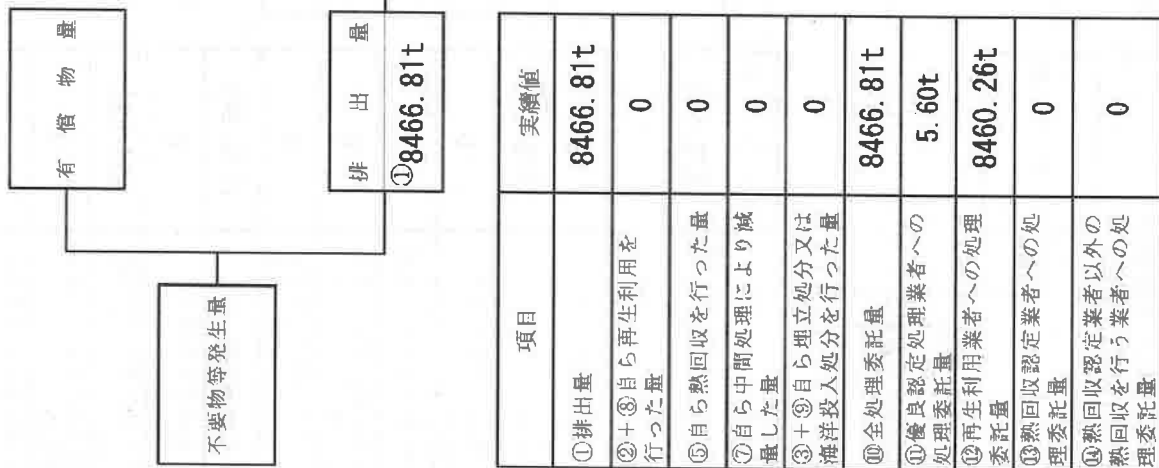 不要物等発生量
有償物量
排出量
①8466.81t
項目
実績値
①排出量
8466.81t
②+⑧自ら再生利用を
行った量
0
⑤自ら熱回収を行った量
0
⑦自ら中間処理により減
量した量
0
③+⑨自ら埋立処分又は
海洋投入処分を行った量
0
⑩全処理委託量
8466.81t
⑪優良認定処理業者への
処理委託量
5.60t
⑫再生利用業者への処理
委託量
8460.26t
⑬熱回収認定業者への処
理委託量
0
⑭熱回収認定業者以外の
熱回収を行う業者への処
理委託量
0